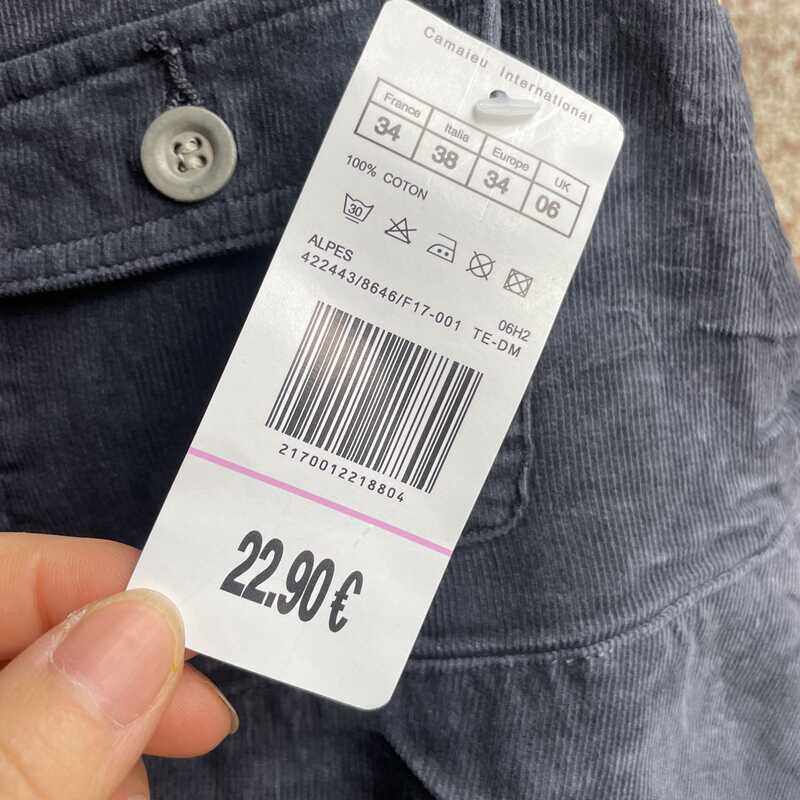 Camaieu International
France Italia Europe UK
34 38 34 06
100% COTON
30
ALPES
422443/8646/F17-001 TE-DM
06H2
2170012218804
22.90€